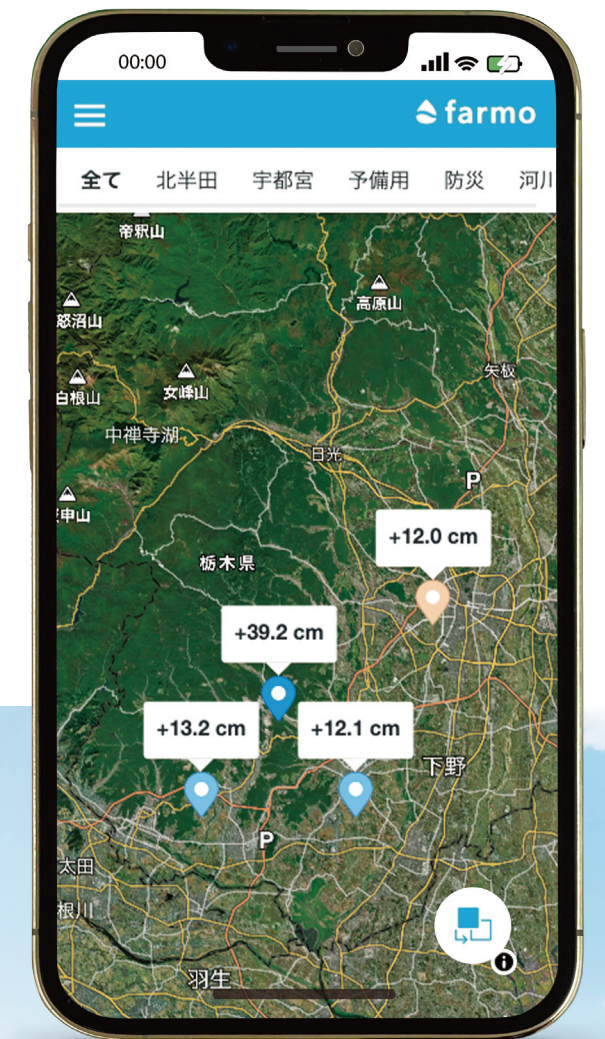 00:00
farmo
全て 北半田 宇都宮 予備用 防災 河川
帝釈山
高原山
怒沼山
矢板
女峰山
白根山
中禅寺湖
日光
P
申山
+12.0 cm
栃木県
+39.2 cm
+13.2 cm
+12.1 cm
下野
P
太田
根川
羽生